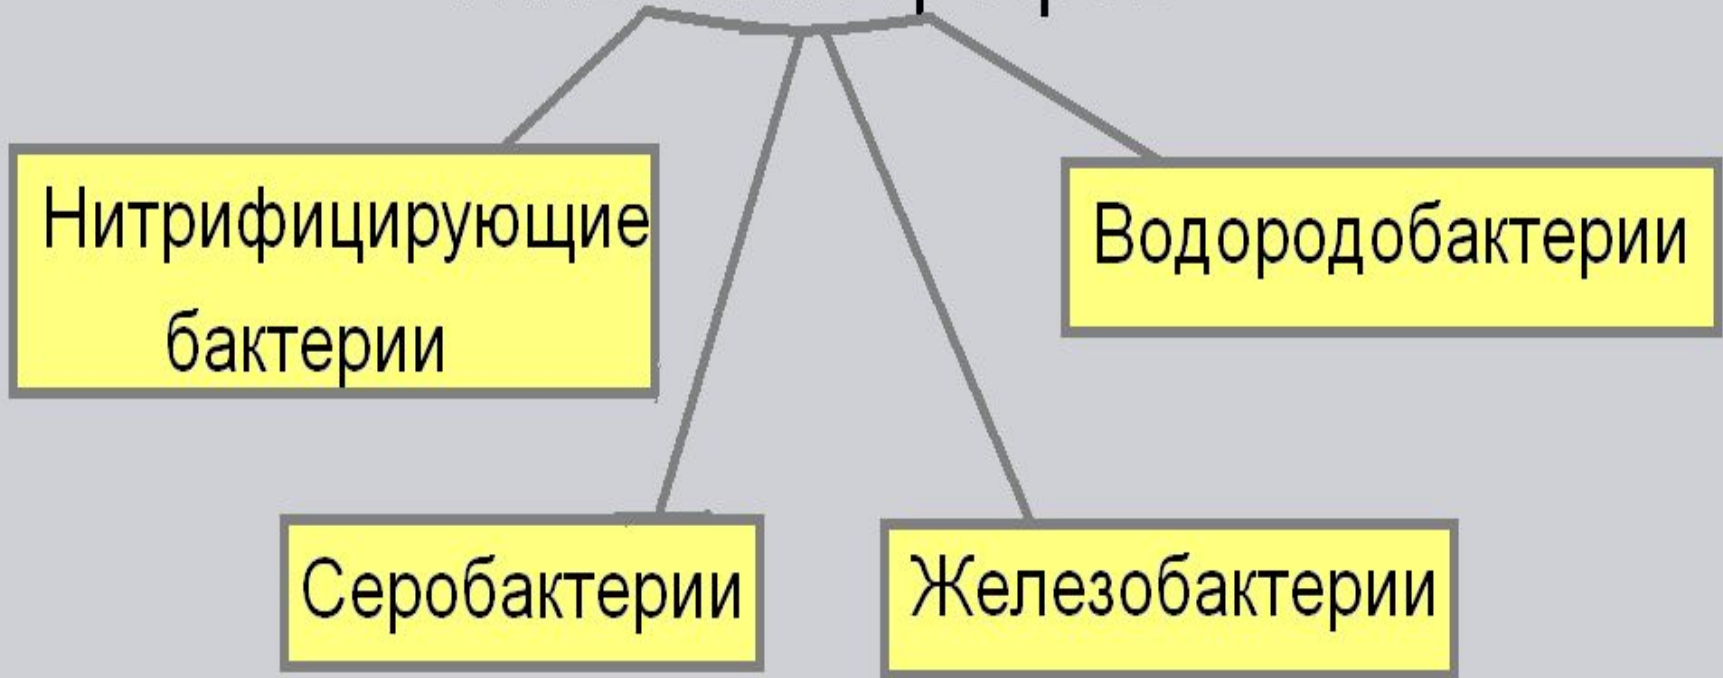 Нитрифицирующие
бактерии
Водородобактерии
Серобактерии
Железобактерии